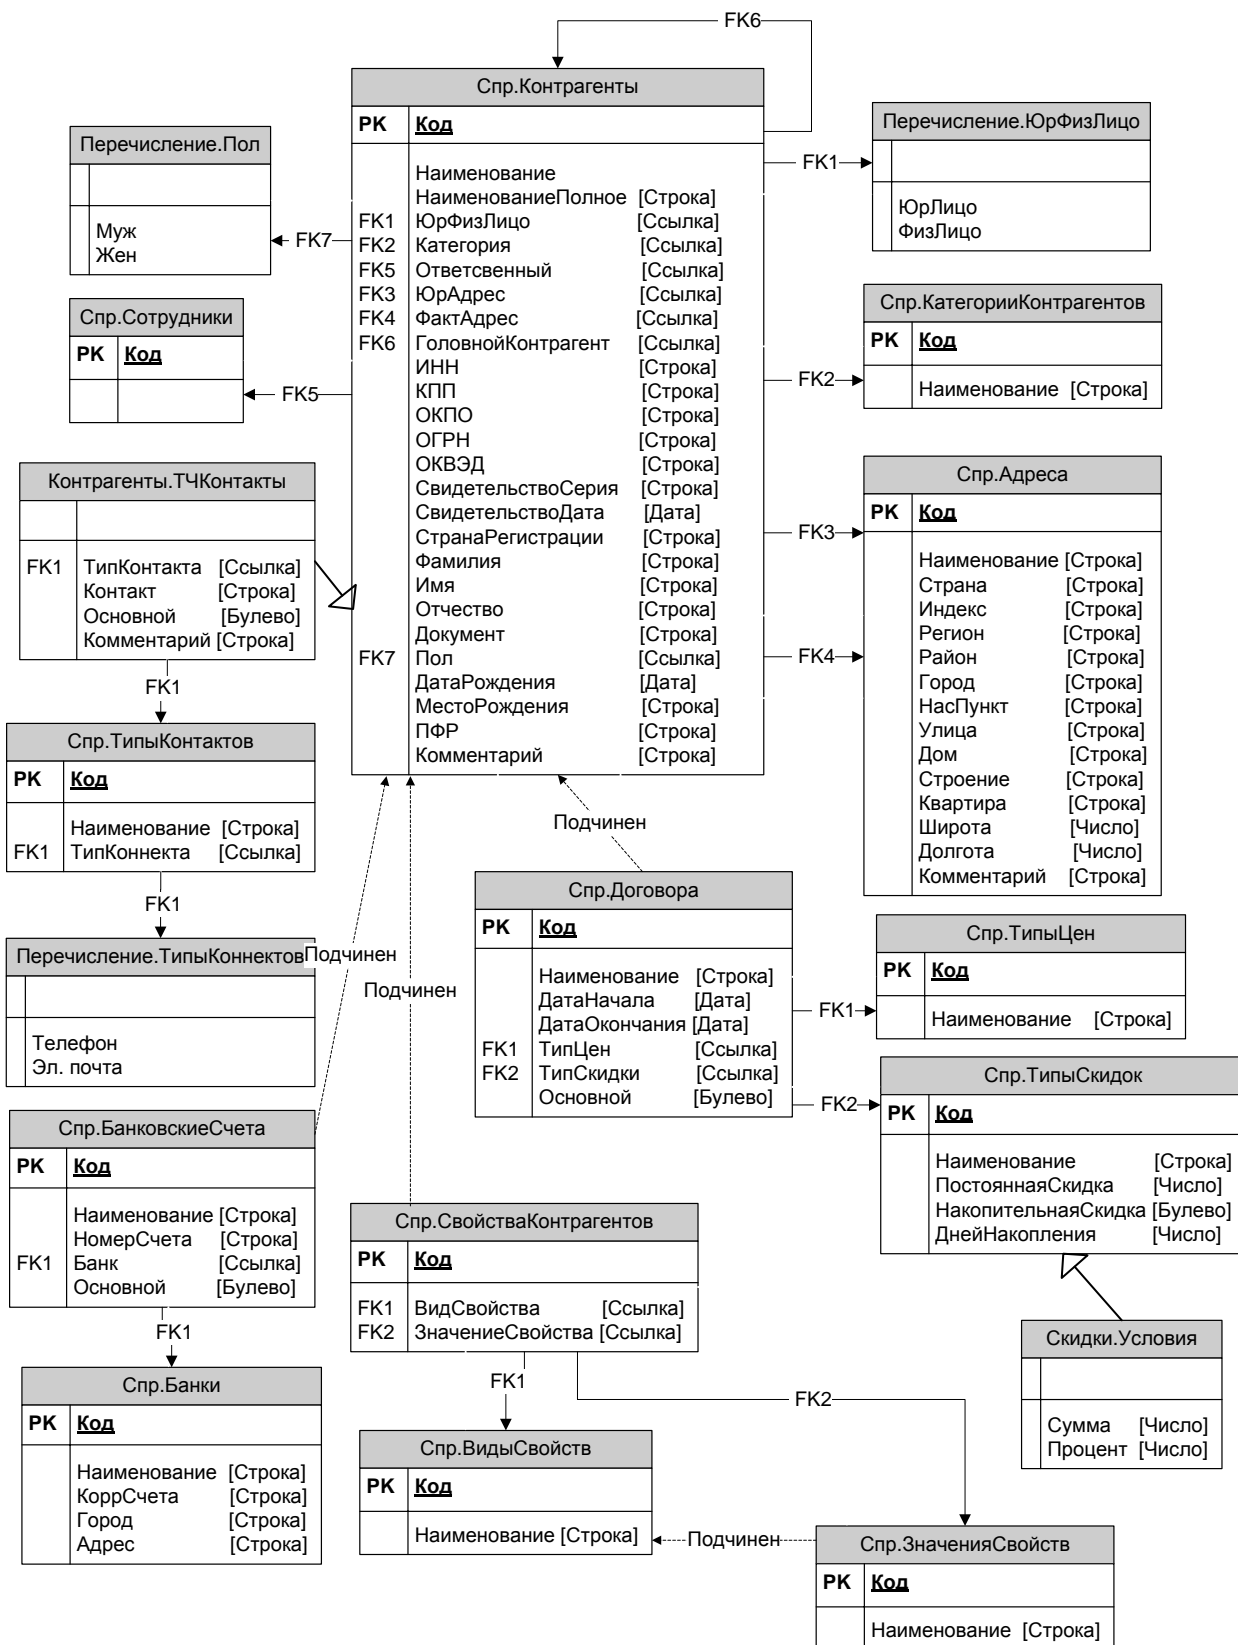 FK6
Спр.Контрагенты
PK Код
Наименование
НаименованиеПолное [Строка]
FK1 ЮрФизЛицо [Ссылка]
FK2 Категория [Ссылка]
FK5 Ответсвенный [Ссылка]
FK3 ЮрАдрес [Ссылка]
FK4 ФактАдрес [Ссылка]
FK6 ГоловнойКонтрагент [Ссылка]
ИНН [Строка]
КПП [Строка]
ОКПО [Строка]
ОГРН [Строка]
ОКВЭД [Строка]
СвидетельствоСерия [Строка]
СвидетельствоДата [Дата]
СтранаРегистрации [Строка]
Фамилия [Строка]
Имя [Строка]
Отчество [Строка]
Документ [Строка]
FK7 Пол [Ссылка]
ДатаРождения [Дата]
МестоРождения [Строка]
ПФР [Строка]
Комментарий [Строка]
Перечисление.Пол
Муж
Жен
FK7
Спр.Сотрудники
PK Код
FK5
Контрагенты.ТЧКонтакты
FK1 ТипКонтакта [Ссылка]
Контакт [Строка]
Основной [Булево]
Комментарий [Строка]
FK1
Спр.ТипыКонтактов
PK Код
Наименование [Строка]
FK1 ТипКоннекта [Ссылка]
FK1
Перечисление.ТипыКоннектов
Телефон
Эл. почта
Подчинен
Спр.БанковскиеСчета
PK Код
Наименование [Строка]
НомерСчета [Строка]
FK1 Банк [Ссылка]
Основной [Булево]
FK1
Спр.Банки
PK Код
Наименование [Строка]
КоррСчета [Строка]
Город [Строка]
Адрес [Строка]
FK1
Перечисление.ЮрФизЛицо
ЮрЛицо
ФизЛицо
FK2
Спр.КатегорииКонтрагентов
PK Код
Наименование [Строка]
FK3
FK4
Спр.Адреса
PK Код
Наименование [Строка]
Страна [Строка]
Индекс [Строка]
Регион [Строка]
Район [Строка]
Город [Строка]
НасПункт [Строка]
Улица [Строка]
Дом [Строка]
Строение [Строка]
Квартира [Строка]
Широта [Число]
Долгота [Число]
Комментарий [Строка]
Подчинен
Спр.Договора
PK Код
Наименование [Строка]
ДатаНачала [Дата]
ДатаОкончания [Дата]
FK1 ТипЦен [Ссылка]
FK2 ТипСкидки [Ссылка]
Основной [Булево]
FK1
Спр.ТипыЦен
PK Код
Наименование [Строка]
FK2
Спр.ТипыСкидок
PK Код
Наименование [Строка]
ПостояннаяСкидка [Число]
НакопительнаяСкидка [Булево]
ДнейНакопления [Число]
Скидки.Условия
Сумма [Число]
Процент [Число]
Подчинен
Спр.СвойстваКонтрагентов
PK Код
FK1 ВидСвойства [Ссылка]
FK2 ЗначениеСвойства [Ссылка]
FK1
FK2
Спр.ВидыСвойств
PK Код
Наименование [Строка]
Подчинен
Спр.ЗначенияСвойств
PK Код
Наименование [Строка]